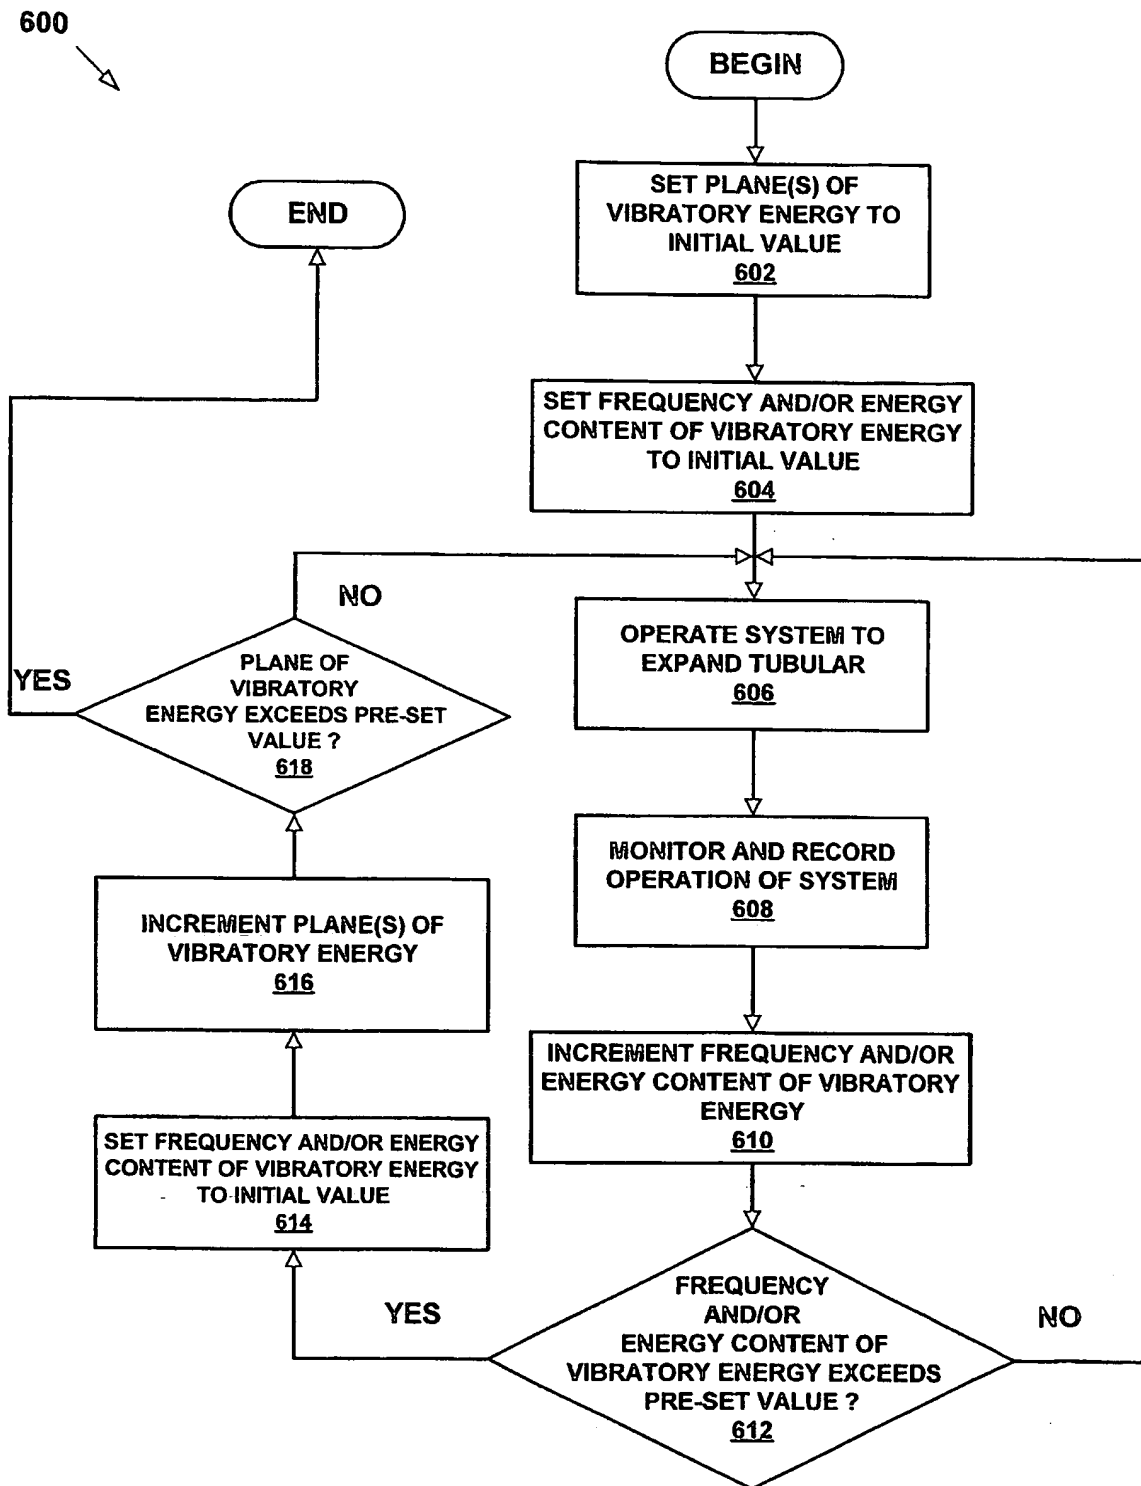 600
BEGIN
SET PLANE(S) OF
VIBRATORY ENERGY TO
INITIAL VALUE
602
END
SET FREQUENCY AND/OR ENERGY
CONTENT OF VIBRATORY ENERGY
TO INITIAL VALUE
604
NO
OPERATE SYSTEM TO
EXPAND TUBULAR
606
YES
PLANE OF
VIBRATORY
ENERGY EXCEEDS PRE-SET
VALUE ?
618
MONITOR AND RECORD
OPERATION OF SYSTEM
608
INCREMENT PLANE(S) OF
VIBRATORY ENERGY
616
INCREMENT FREQUENCY AND/OR
ENERGY CONTENT OF VIBRATORY
ENERGY
610
SET FREQUENCY AND/OR ENERGY
CONTENT OF VIBRATORY ENERGY
TO INITIAL VALUE
614
YES
FREQUENCY
AND/OR
ENERGY CONTENT OF
VIBRATORY ENERGY EXCEEDS
PRE-SET VALUE ?
612
NO